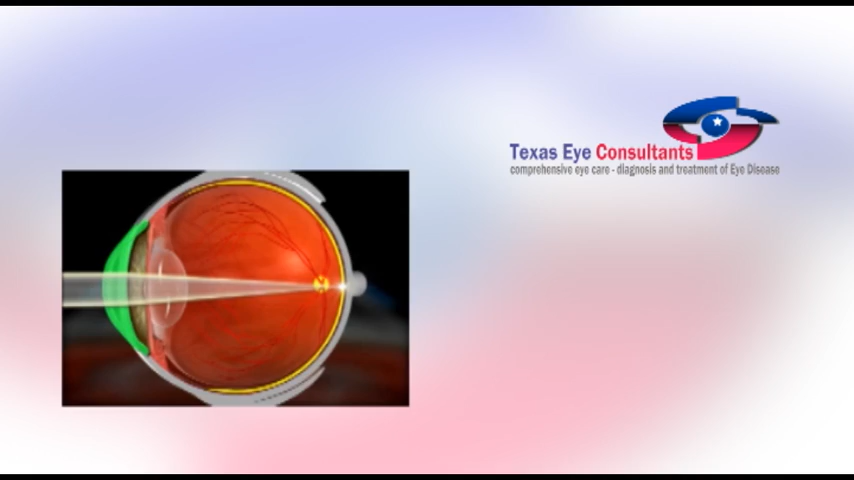 Texas Eye Consultants
comprehensive eye care - diagnosis and treatment of Eye Disease